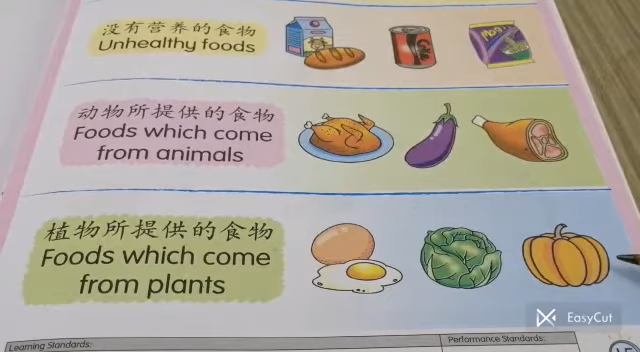 没有营养的食物
Unhealthy foods
动物所提供的食物
Foods which come
from animals
植物所提供的食物
Foods which come
from plants
EasyCut
Learning Standards:
Performance Standards: